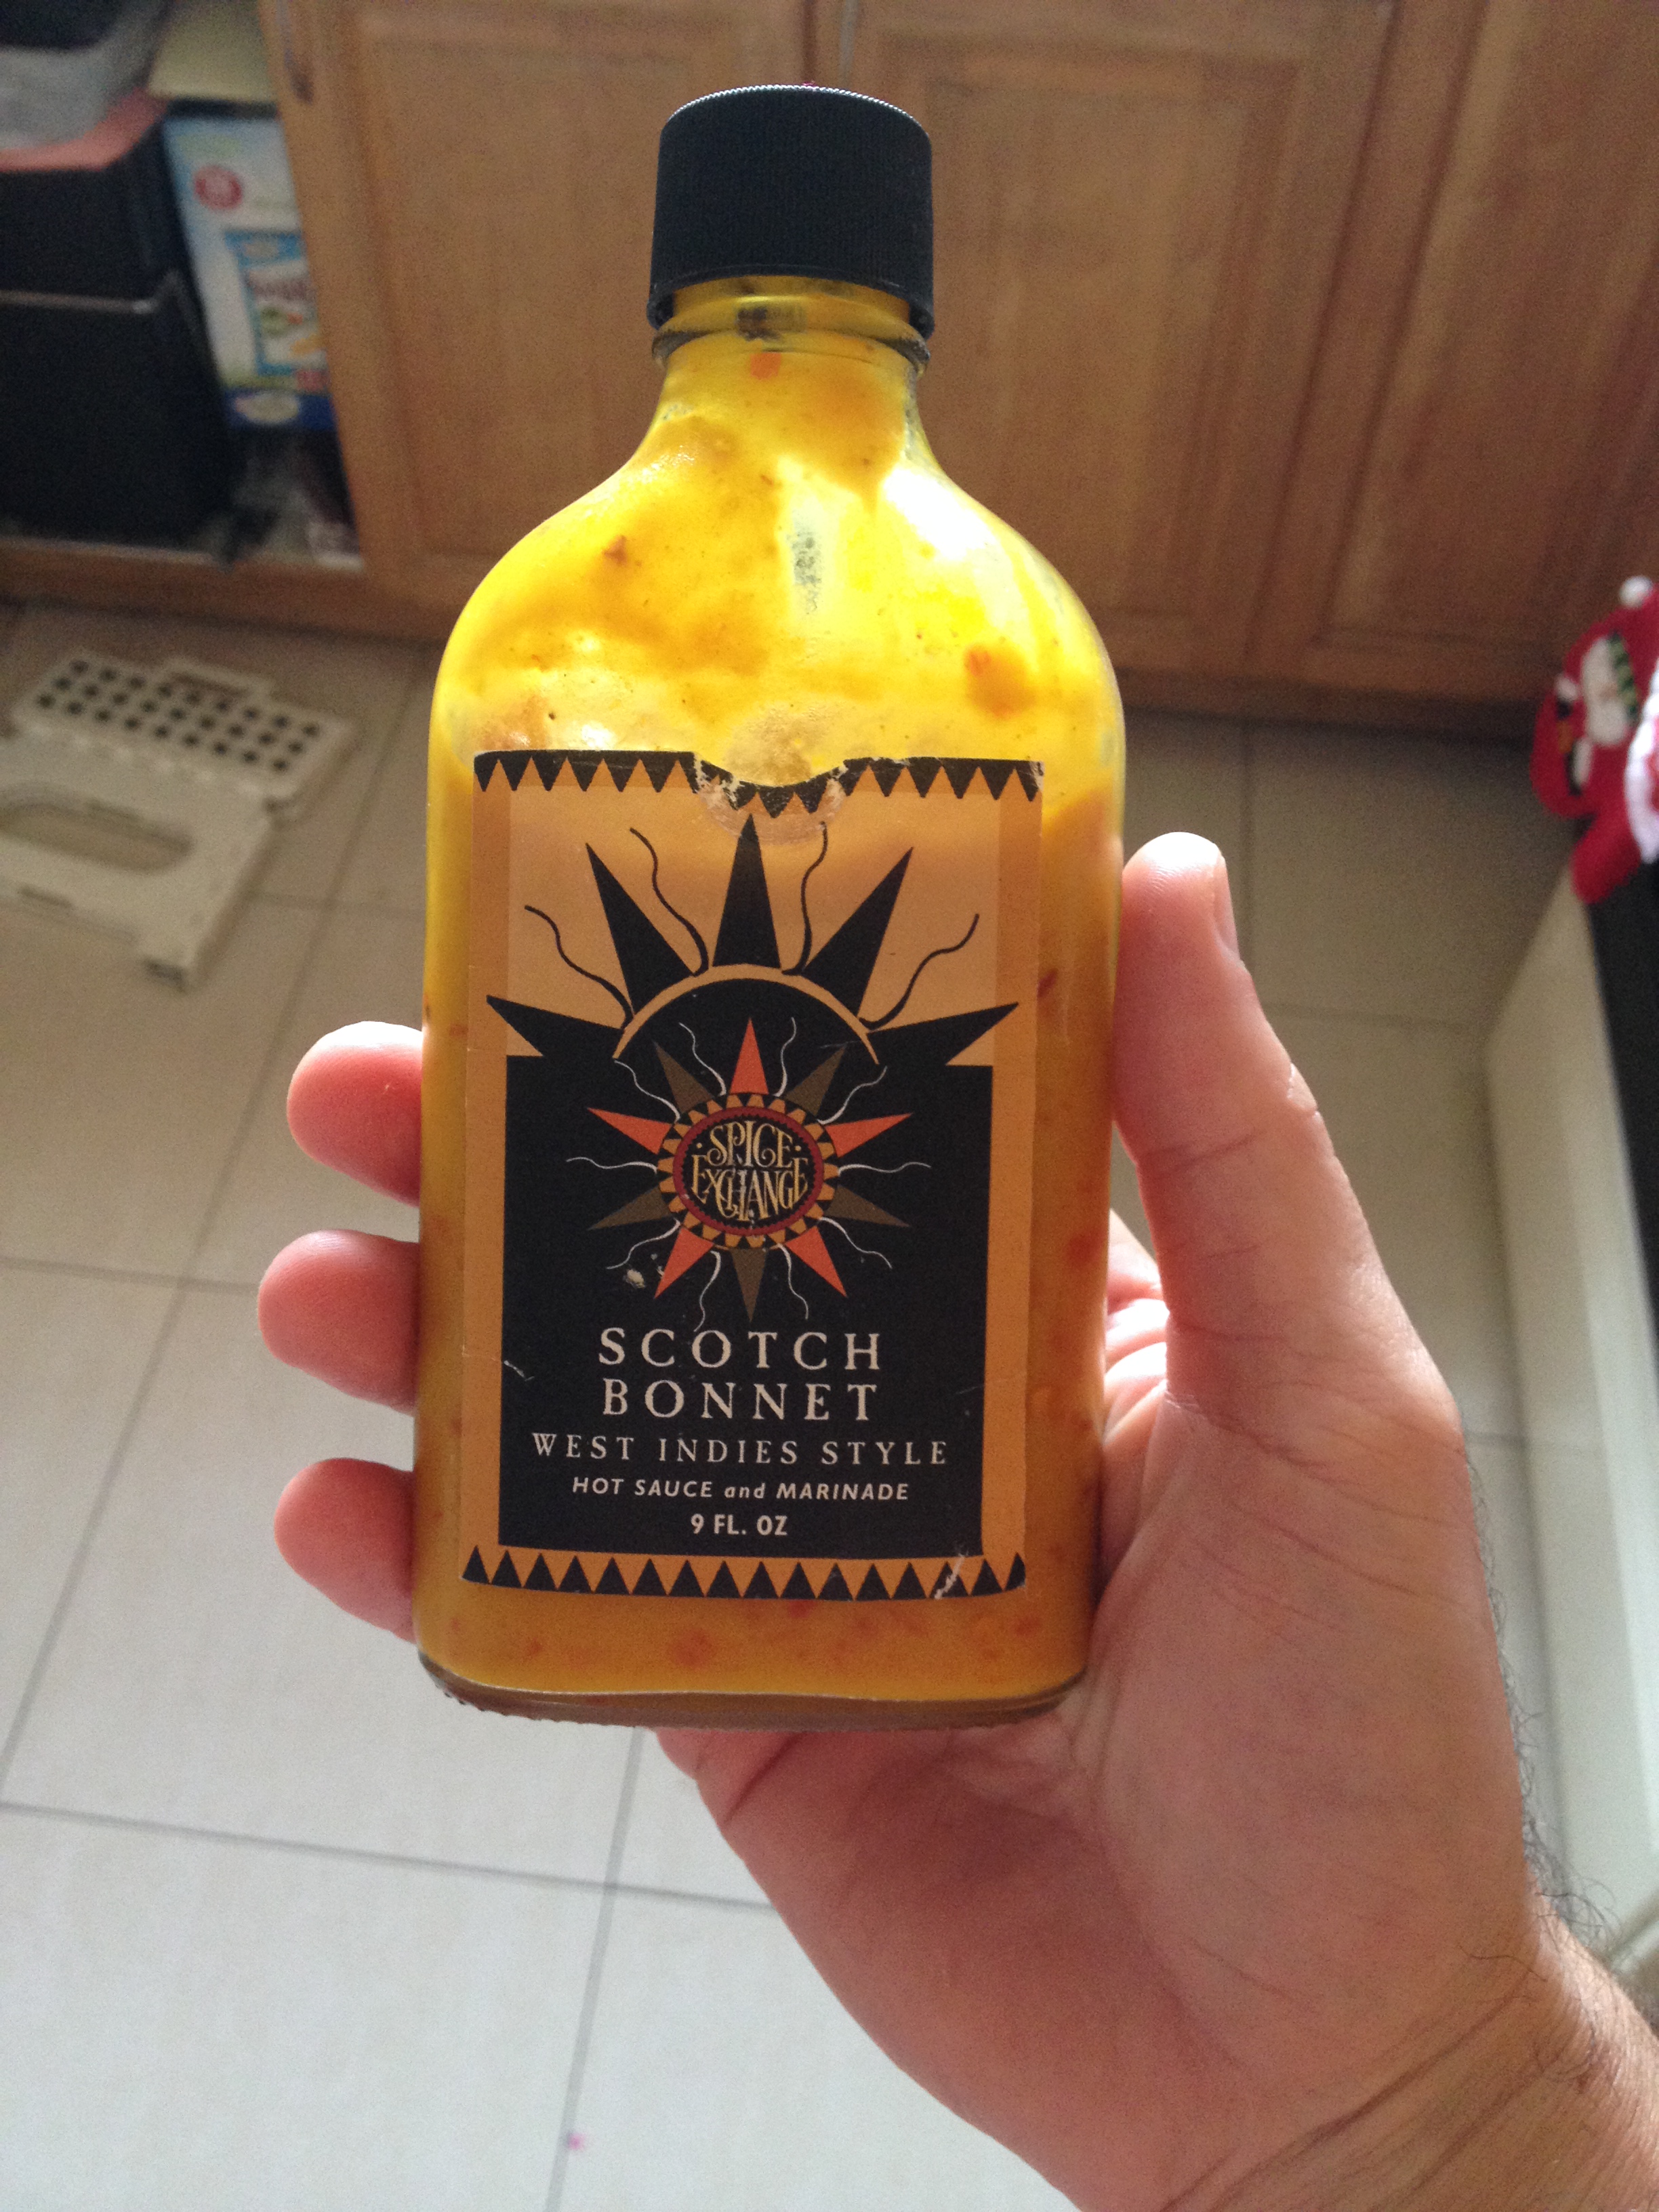 SPICE
EXCHANGE
SCOTCH
BONNET
WEST INDIES STYLE
HOT SAUCE and MARINADE
9 FL. OZ